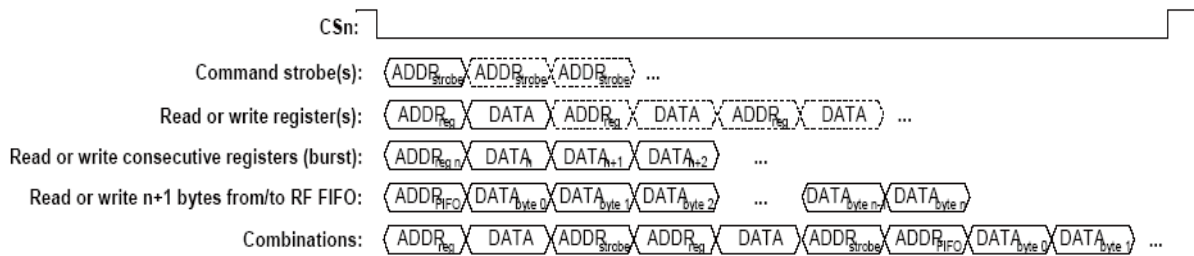 CSn:
Command strobe(s): ADDRstrobe ADDRstrobe ADDRstrobe ...
Read or write register(s): ADDRreg DATA ADDRreg DATA ADDRreg DATA ...
Read or write consecutive registers (burst): ADDRreg n DATAn DATAn+1 DATAn+2 ...
Read or write n+1 bytes from/to RF FIFO: ADDRFIFO DATAbyte 0 DATAbyte 1 DATAbyte 2 ... DATAbyte n- DATAbyte n
Combinations: ADDRreg DATA ADDRstrobe ADDRreg DATA ADDRstrobe ADDRFIFO DATAbyte 0 DATAbyte 1 ...